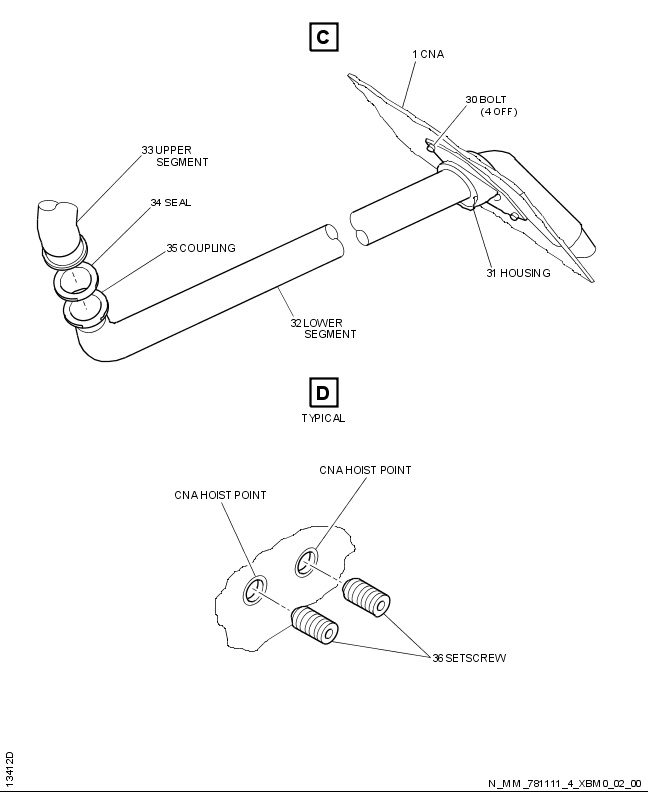 C
1 CNA
30 BOLT
(4 OFF)
33 UPPER
SEGMENT
34 SEAL
35 COUPLING
31 HOUSING
32 LOWER
SEGMENT
D
TYPICAL
CNA HOIST POINT
CNA HOIST POINT
36 SETSCREW
13412D
N_MM_781111_4_XBM0_02_00